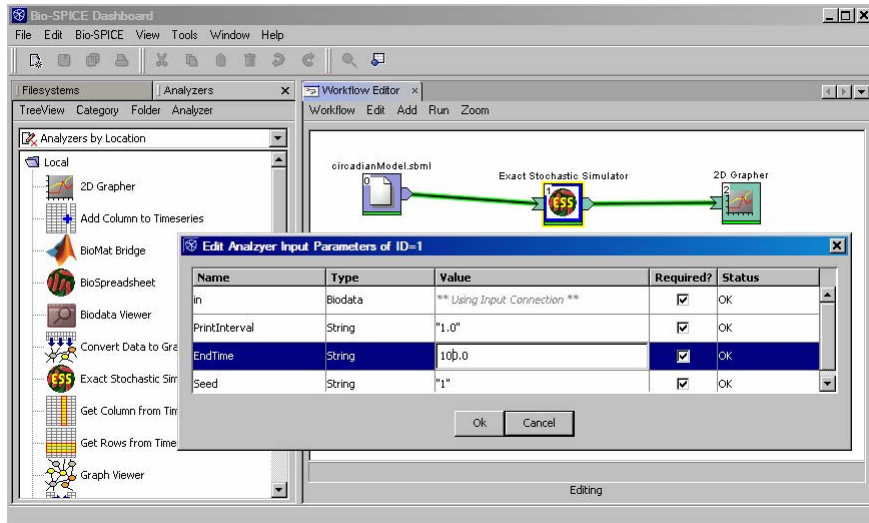 Bio-SPICE Dashboard
File Edit Bio-SPICE View Tools Window Help
Filesystems Analyzers
TreeView Category Folder Analyzer
Analyzers by Location
Local
2D Grapher
Add Column to Timeseries
BioMat Bridge
BioSpreadsheet
Biodata Viewer
Convert Data to Gra
Exact Stochastic Sim
Get Column from Tim
Get Rows from Time
Graph Viewer
Workflow Editor
Workflow Edit Add Run Zoom
circadianModel.sbml
0
Exact Stochastic Simulator
1
ESS
2D Grapher
2
Edit Analzyer Input Parameters of ID=1
Name Type Value Required? Status
in Biodata ** Using Input Connection ** OK
PrintInterval String "1.0" OK
EndTime String 100.0 OK
Seed String "1" OK
Ok Cancel
Editing